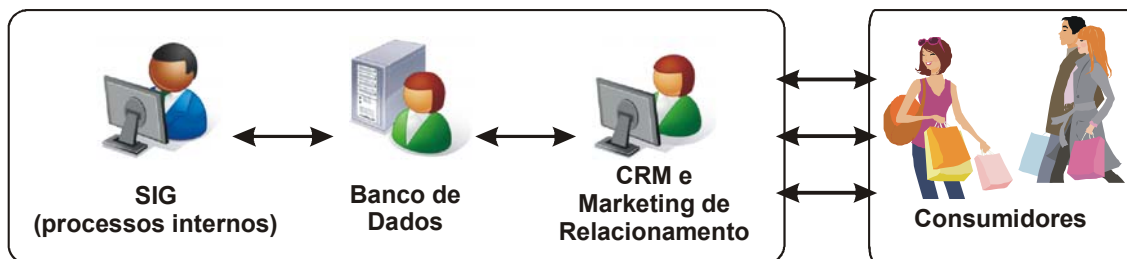 SIG
(processos internos)
Banco de
Dados
CRM e
Marketing de
Relacionamento
Consumidores